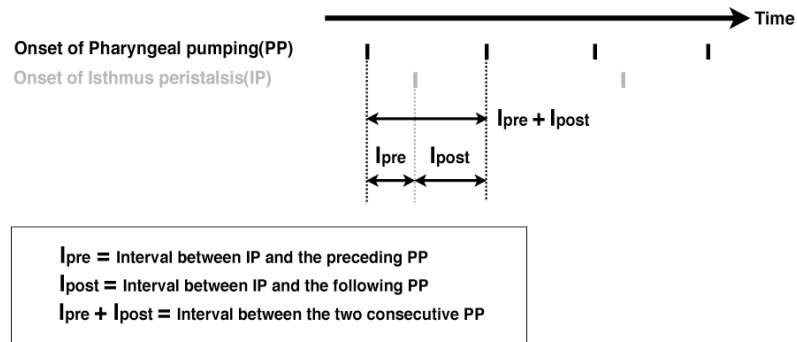 Time
Onset of Pharyngeal pumping(PP)
Onset of Isthmus peristalsis(IP)
Ipre + Ipost
Ipre Ipost
Ipre = Interval between IP and the preceding PP
Ipost = Interval between IP and the following PP
Ipre + Ipost = Interval between the two consecutive PP